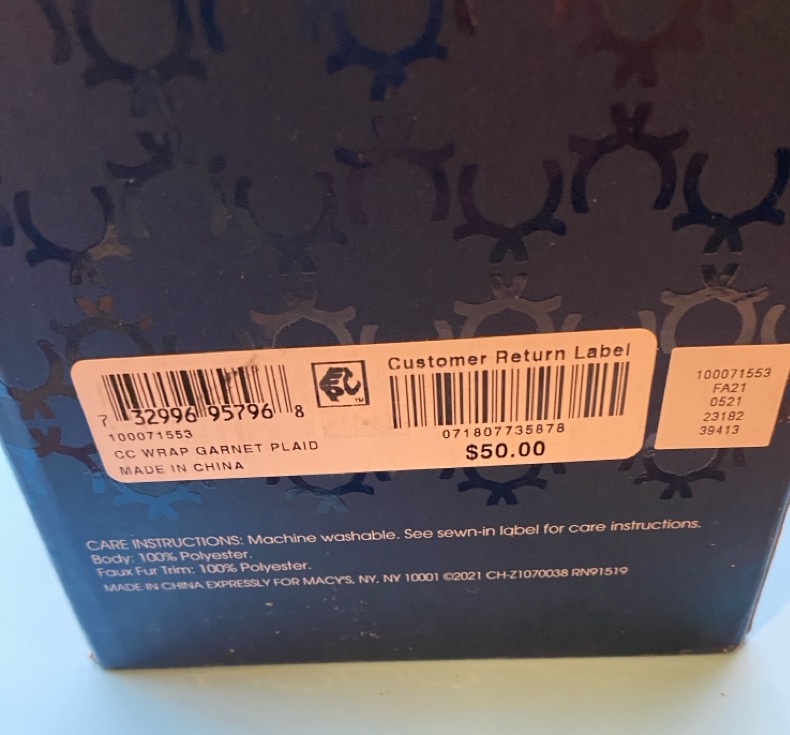 Customer Return Label
7 32996 95796 8
100071553
CC WRAP GARNET PLAID
MADE IN CHINA
TM
071807735878
$50.00
100071553
FA21
0521
23182
39413
CARE INSTRUCTIONS: Machine washable. See sewn-in label for care instructions.
Body: 100% Polyester.
Faux Fur Trim: 100% Polyester.
MADE IN CHINA EXPRESSLY FOR MACY'S, NY, NY 10001 ©2021 CH-Z1070038 RN91519